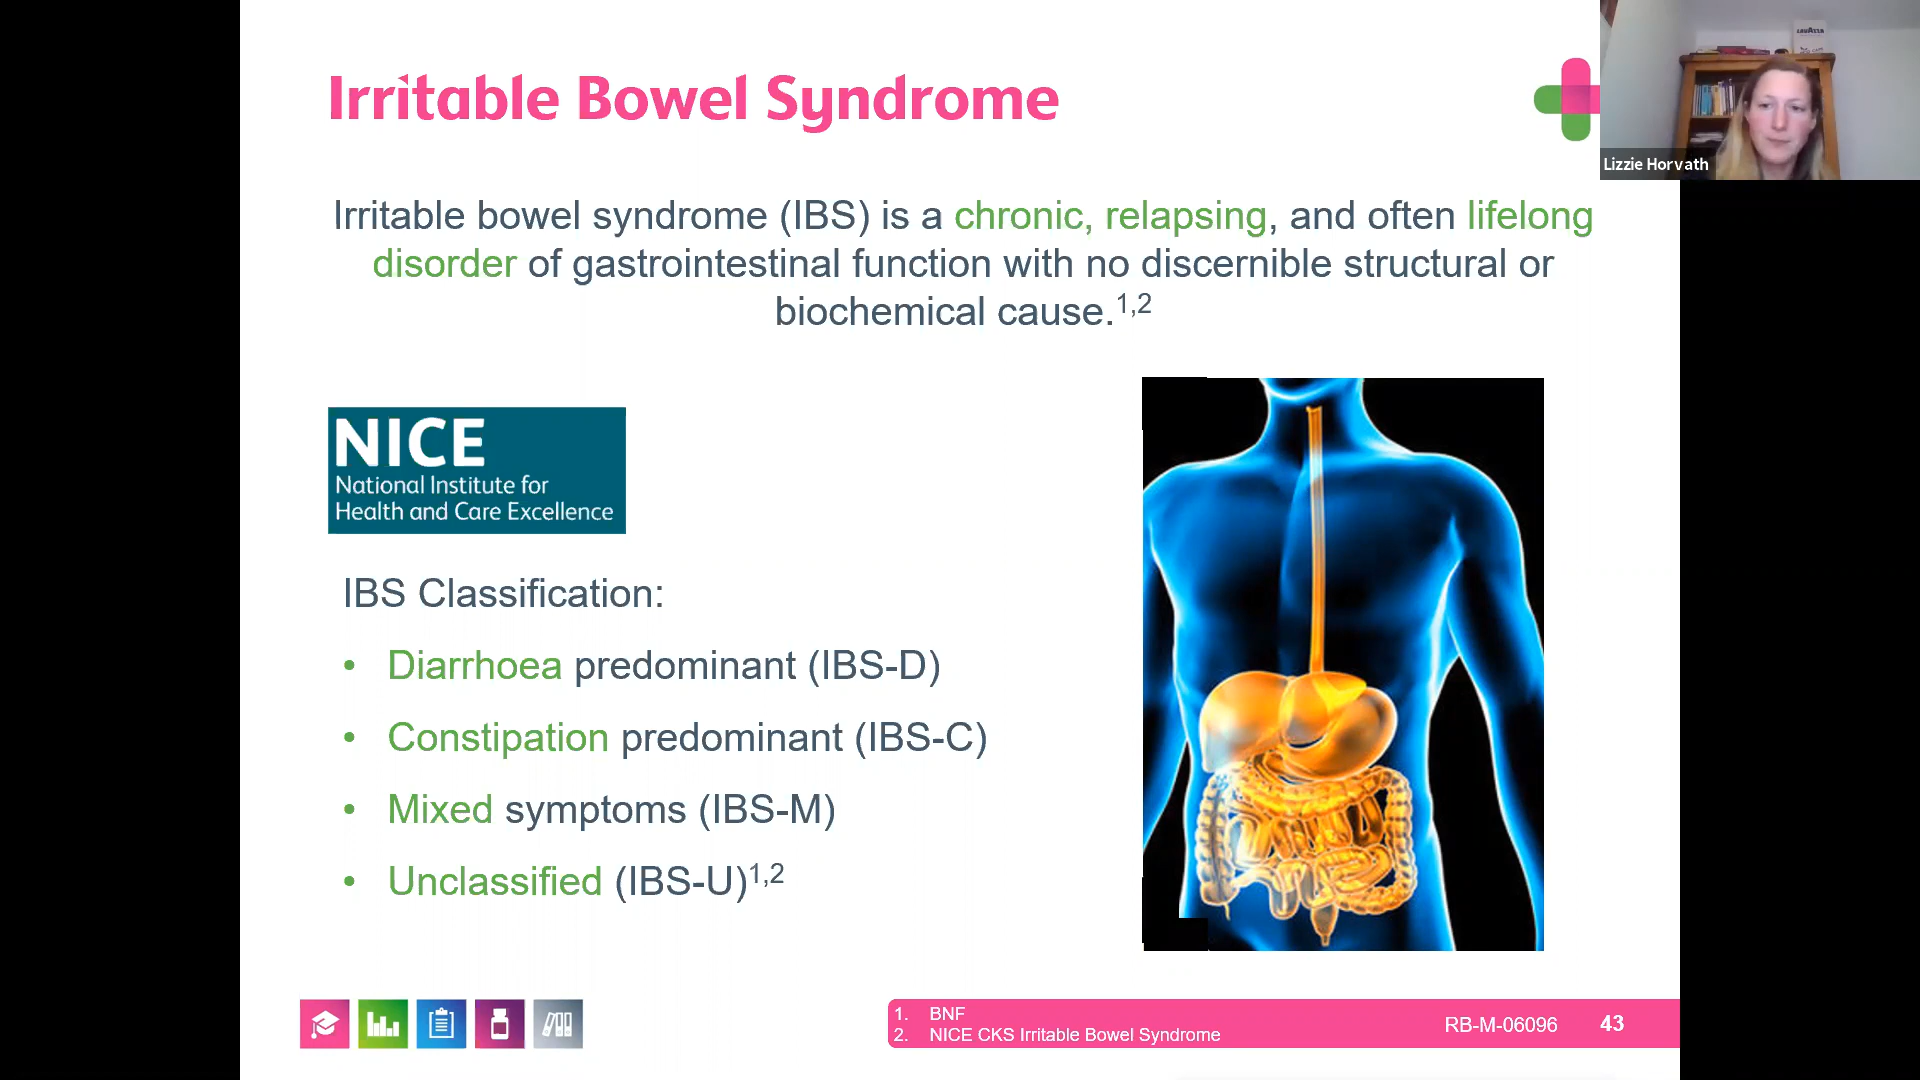 Irritable Bowel Syndrome
LAVAZZA
Lizzie Horvath
Irritable bowel syndrome (IBS) is a chronic, relapsing, and often lifelong
disorder of gastrointestinal function with no discernible structural or
biochemical cause.1,2
NICE
National Institute for
Health and Care Excellence
IBS Classification:
• Diarrhoea predominant (IBS-D)
• Constipation predominant (IBS-C)
• Mixed symptoms (IBS-M)
• Unclassified (IBS-U)1,2
1. BNF
2. NICE CKS Irritable Bowel Syndrome
RB-M-06096
43